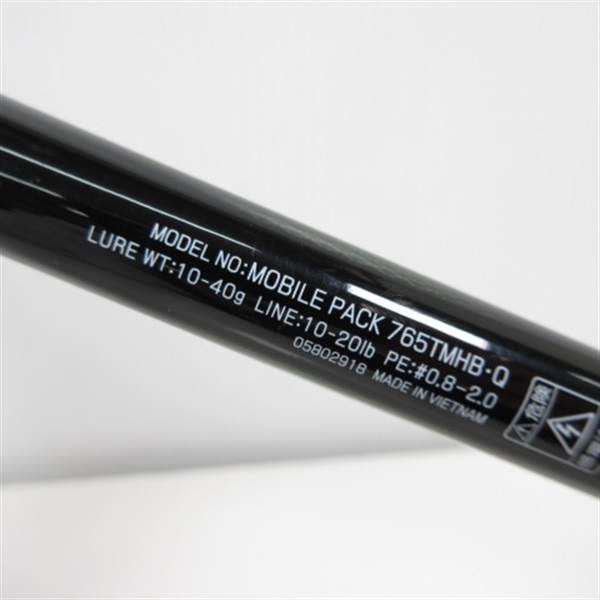 MODEL NO:MOBILE PACK 765TMHB·Q
LURE WT:10-40g LINE:10-20lb PE:#0.8-2.0
05802918 MADE IN VIETNAM
⚠危険